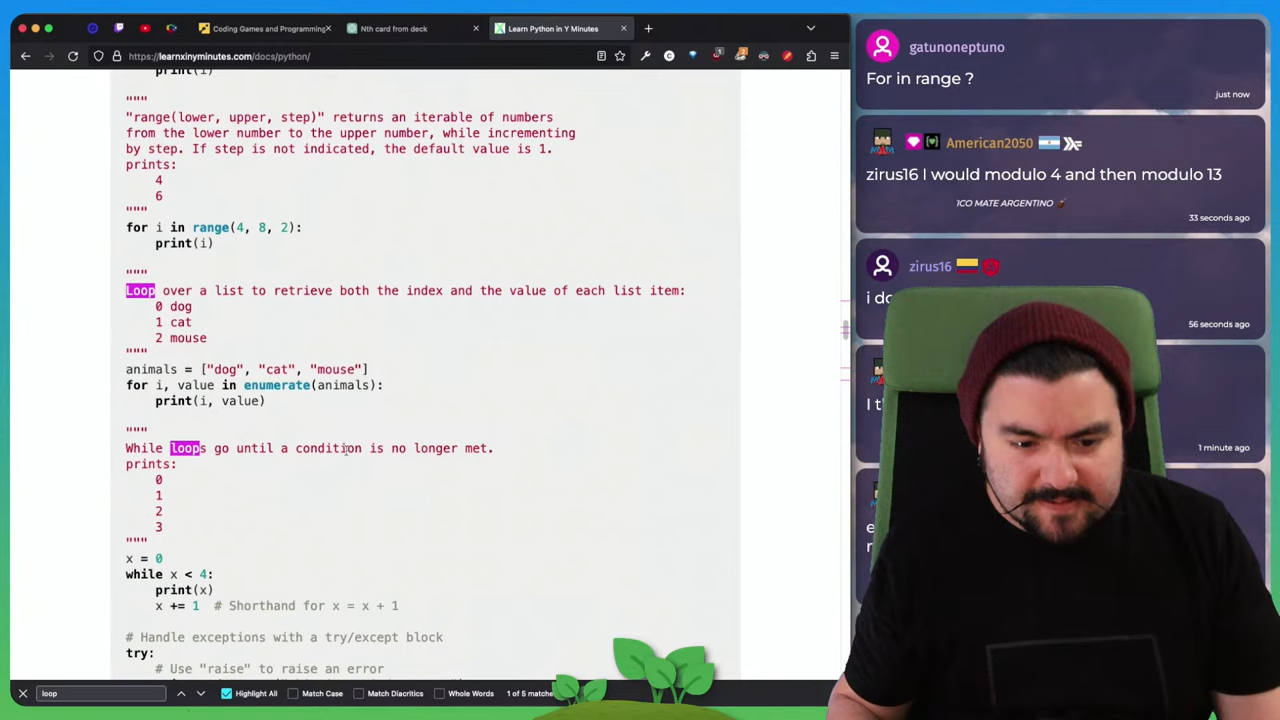 Coding Games and Programming
Nth card from deck
Learn Python in Y Minutes
https://learnxinyminutes.com/docs/python/
print(i)
"""
"range(lower, upper, step)" returns an iterable of numbers
from the lower number to the upper number, while incrementing
by step. If step is not indicated, the default value is 1.
prints:
4
6
"""
for i in range(4, 8, 2):
print(i)
"""
Loop over a list to retrieve both the index and the value of each list item:
0 dog
1 cat
2 mouse
"""
animals = ["dog", "cat", "mouse"]
for i, value in enumerate(animals):
print(i, value)
"""
While loops go until a condition is no longer met.
prints:
0
1
2
3
"""
x = 0
while x < 4:
print(x)
x += 1 # Shorthand for x = x + 1
# Handle exceptions with a try/except block
try:
# Use "raise" to raise an error
loop
Highlight All
Match Case
Match Diacritics
Whole Words
1 of 5 matche
gatunoneptuno
For in range ?
just now
American2050
zirus16 I would modulo 4 and then modulo 13
1CO MATE ARGENTINO
33 seconds ago
zirus16
56 seconds ago
1 minute ago